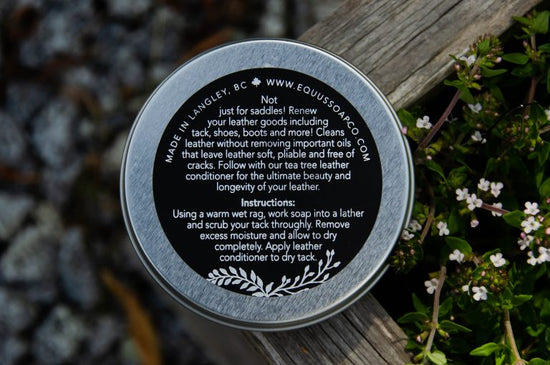 MADE IN LANGLEY, BC 🍁 WWW.EQUUSSOAPCO.COM
Not
just for saddles! Renew
your leather goods including
tack, shoes, boots and more! Cleans
leather without removing important oils
that leave leather soft, pliable and free of
cracks. Follow with our tea tree leather
conditioner for the ultimate beauty and
longevity of your leather.
Instructions:
Using a warm wet rag, work soap into a lather
and scrub your tack throughly. Remove
excess moisture and allow to dry
completely. Apply leather
conditioner to dry tack.